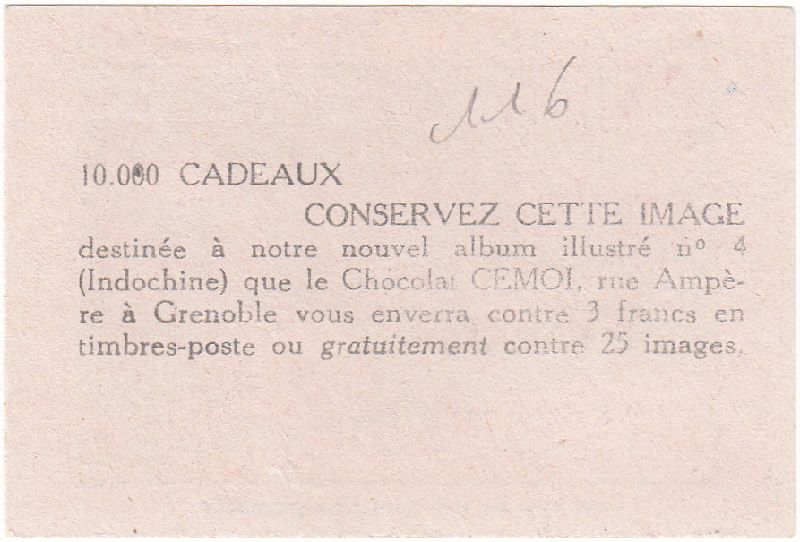 116
10.000 CADEAUX
CONSERVEZ CETTE IMAGE
destinée à notre nouvel album illustré nº 4
(Indochine) que le Chocolat CEMOI, rue Ampè-
re à Grenoble vous enverra contre 3 francs en
timbres-poste ou gratuitement contre 25 images.